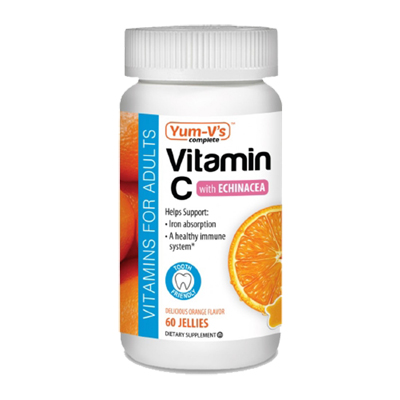 VITAMINS FOR ADULTS
Yum-V's
complete
Vitamin
C with ECHINACEA
Helps Support:
• Iron absorption
• A healthy immune
system*
TOOTH
FRIENDLY
DELICIOUS ORANGE FLAVOR
60 JELLIES
DIETARY SUPPLEMENT